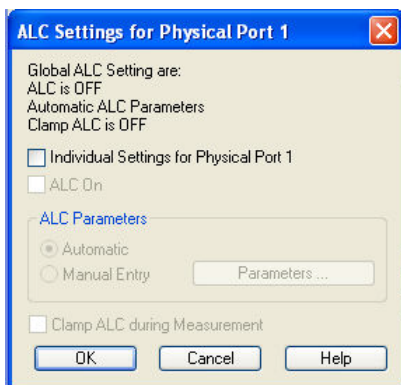 ALC Settings for Physical Port 1
Global ALC Setting are:
ALC is OFF
Automatic ALC Parameters
Clamp ALC is OFF
Individual Settings for Physical Port 1
ALC On
ALC Parameters
Automatic
Manual Entry
Parameters ...
Clamp ALC during Measurement
OK Cancel Help